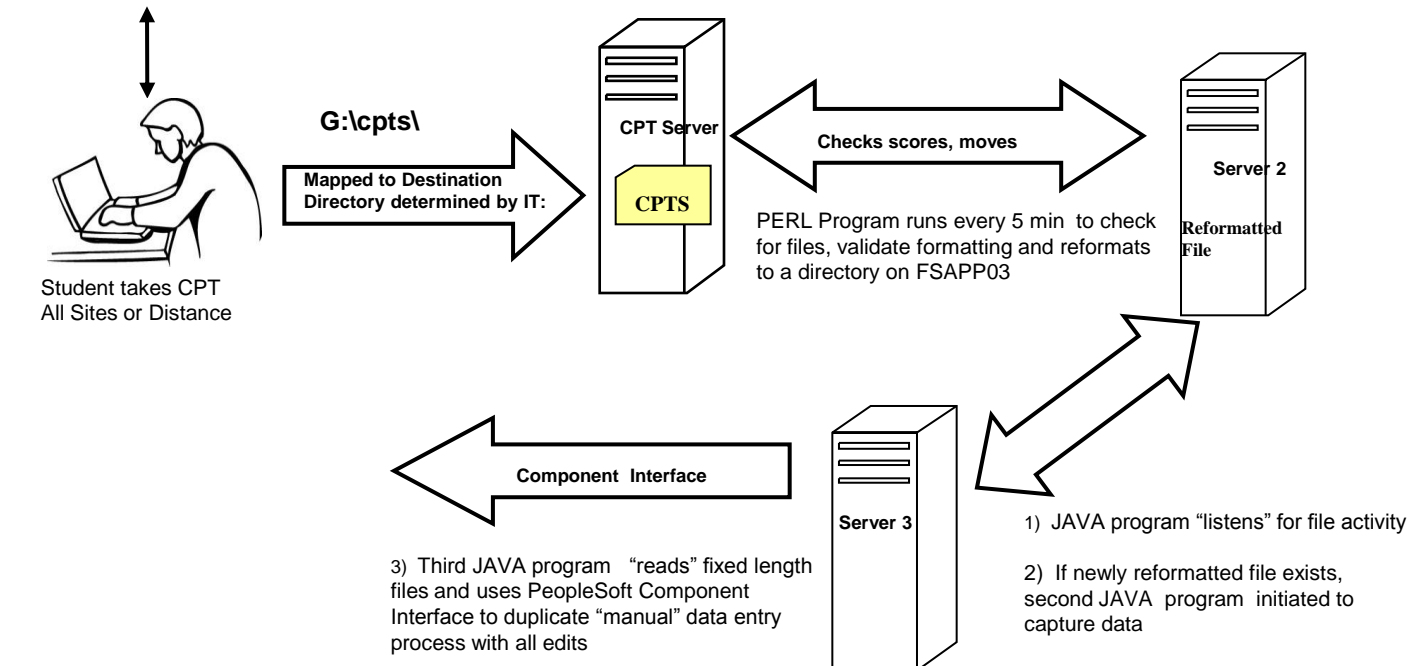 G:\cpts\
Mapped to Destination
Directory determined by IT:
Student takes CPT
All Sites or Distance
CPT Server
CPTS
Checks scores, moves
PERL Program runs every 5 min to check
for files, validate formatting and reformats
to a directory on FSAPP03
Server 2
Reformatted
File
Component Interface
Server 3
1) JAVA program “listens” for file activity
2) If newly reformatted file exists,
second JAVA program initiated to
capture data
3) Third JAVA program “reads” fixed length
files and uses PeopleSoft Component
Interface to duplicate “manual” data entry
process with all edits